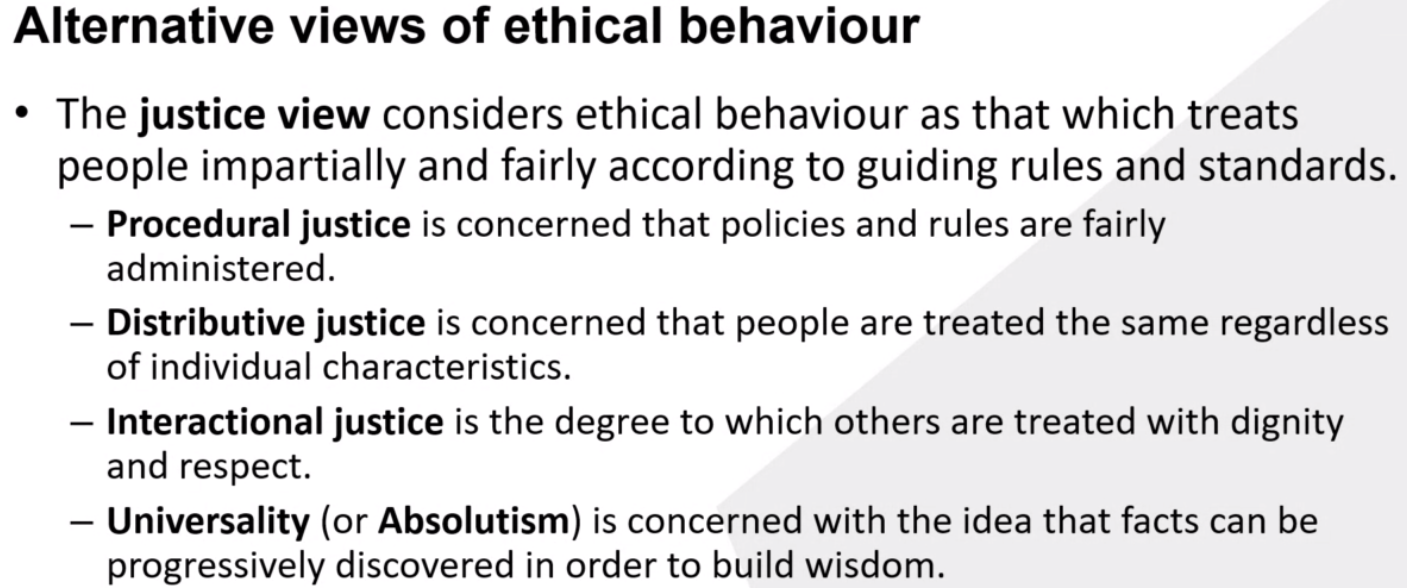 Alternative views of ethical behaviour
• The justice view considers ethical behaviour as that which treats
people impartially and fairly according to guiding rules and standards.
– Procedural justice is concerned that policies and rules are fairly
administered.
– Distributive justice is concerned that people are treated the same regardless
of individual characteristics.
– Interactional justice is the degree to which others are treated with dignity
and respect.
– Universality (or Absolutism) is concerned with the idea that facts can be
progressively discovered in order to build wisdom.